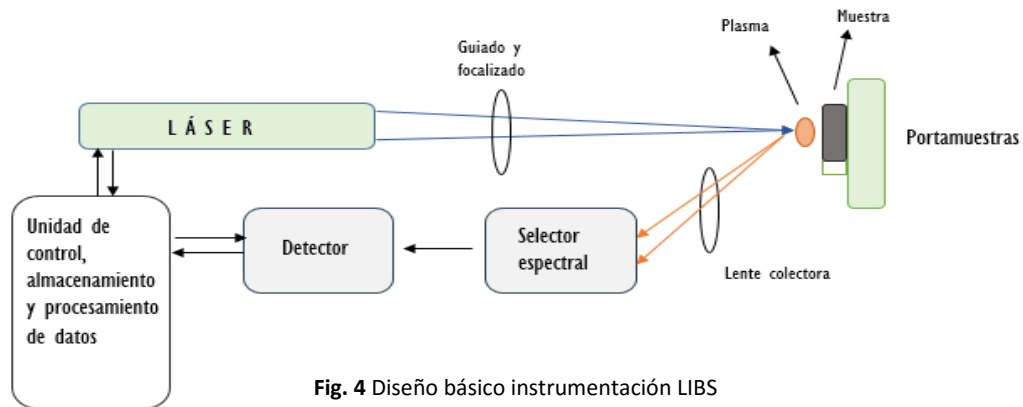 Plasma
Muestra
Guiado y
focalizado
LÁSER
Portamuestras
Unidad de
control,
almacenamiento
y procesamiento
de datos
Detector
Selector
espectral
Lente colectora
Fig. 4 Diseño básico instrumentación LIBS